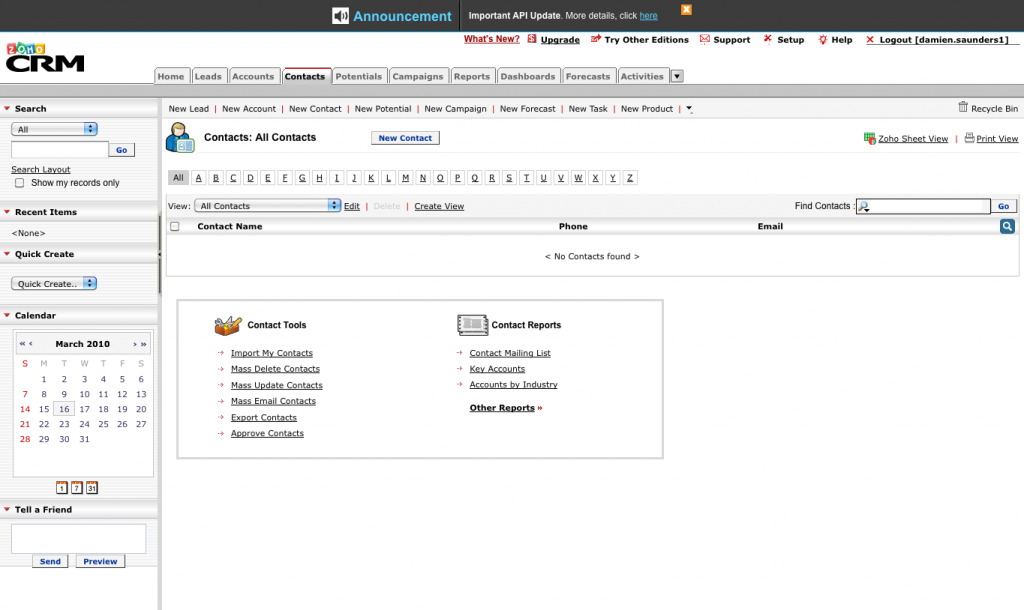 Announcement Important API Update. More details, click here
What's New? Upgrade Try Other Editions Support Setup Help Logout [damien.saunders1]
ZOHO
CRM
Home Leads Accounts Contacts Potentials Campaigns Reports Dashboards Forecasts Activities
Search
All
Go
Search Layout
Show my records only
Recent Items
<None>
Quick Create
Quick Create..
Calendar
« ‹ March 2010 › »
S M T W T F S
1 2 3 4 5 6
7 8 9 10 11 12 13
14 15 16 17 18 19 20
21 22 23 24 25 26 27
28 29 30 31
1 7 31
Tell a Friend
Send Preview
New Lead | New Account | New Contact | New Potential | New Campaign | New Forecast | New Task | New Product |
Recycle Bin
Contacts: All Contacts New Contact
Zoho Sheet View | Print View
All A B C D E F G H I J K L M N O P Q R S T U V W X Y Z
View: All Contacts Edit | Delete | Create View
Find Contacts : Go
Contact Name Phone Email
< No Contacts found >
Contact Tools
Import My Contacts
Mass Delete Contacts
Mass Update Contacts
Mass Email Contacts
Export Contacts
Approve Contacts
Contact Reports
Contact Mailing List
Key Accounts
Accounts by Industry
Other Reports »